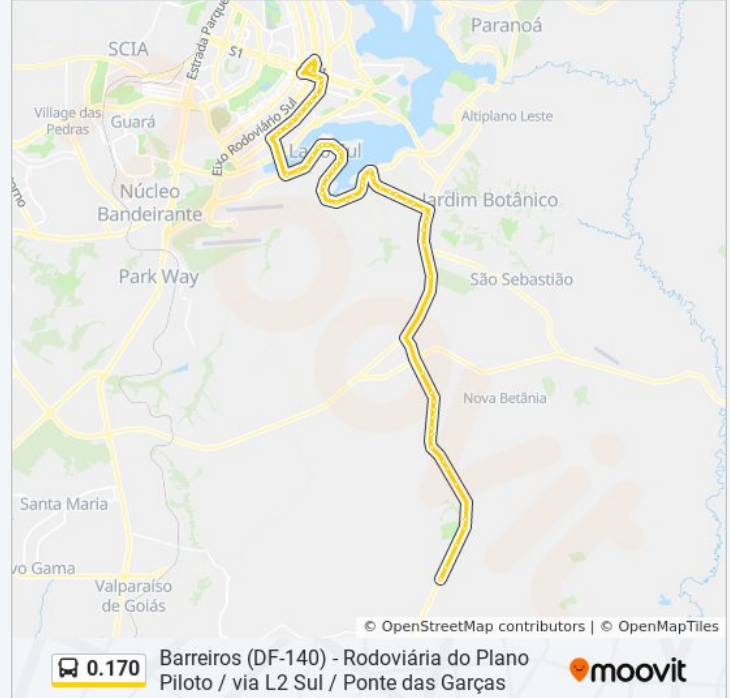 Paranoá
SCIA
Estrada Parque
S1
Village das
Pedras
Guará
Altiplano Leste
Eixo Rodoviário Sul
Núcleo
Bandeirante
Jardim Botânico
Park Way
São Sebastião
Nova Betânia
Santa Maria
vo Gama
Valparaíso
de Goiás
© OpenStreetMap contributors | © OpenMapTiles
0.170
Barreiros (DF-140) - Rodoviária do Plano
Piloto / via L2 Sul / Ponte das Garças
moovit